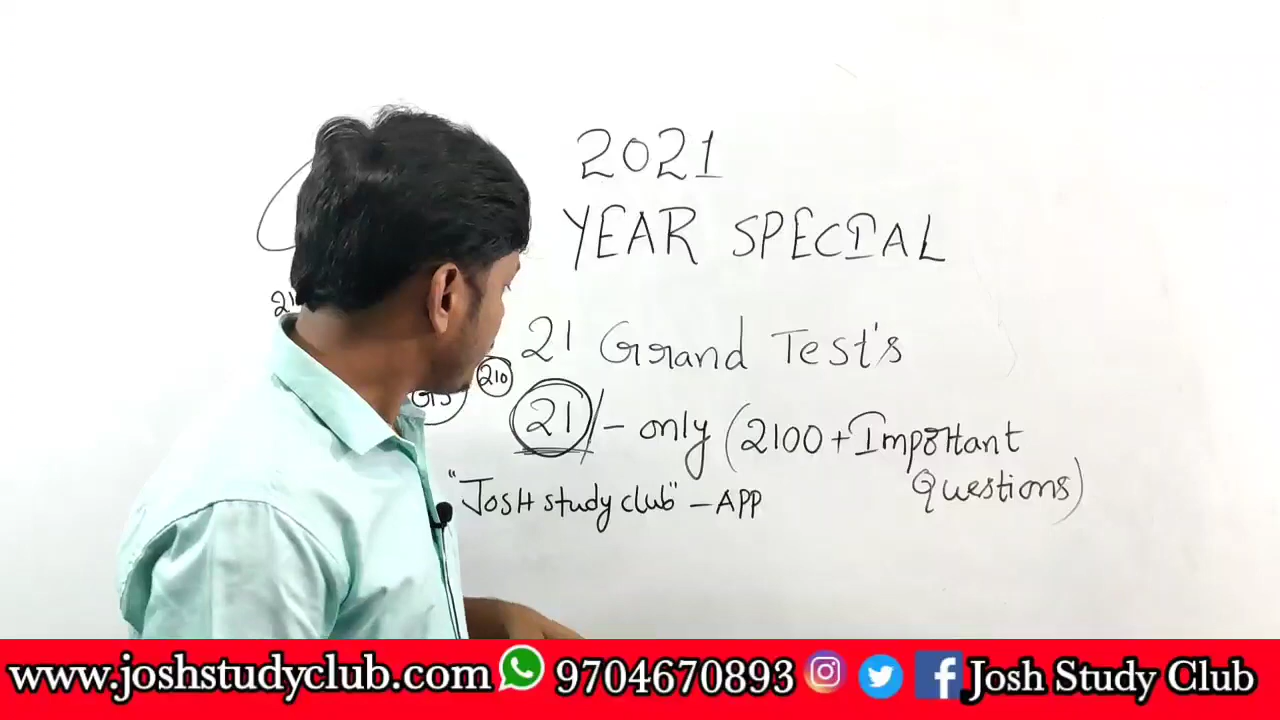 2021
YEAR SPECIAL
21 Grand Test's
210
21/- only (2100 + Important
Questions)
"Josh study club" - APP
www.joshstudyclub.com 9704670893 Josh Study Club